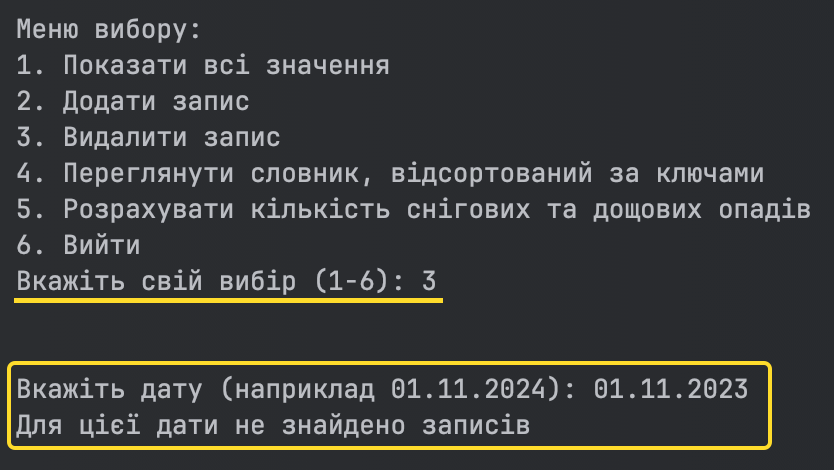 Меню вибору:
1. Показати всі значення
2. Додати запис
3. Видалити запис
4. Переглянути словник, відсортований за ключами
5. Розрахувати кількість снігових та дощових опадів
6. Вийти
Вкажіть свій вибір (1-6): 3
Вкажіть дату (наприклад 01.11.2024): 01.11.2023
Для цієї дати не знайдено записів